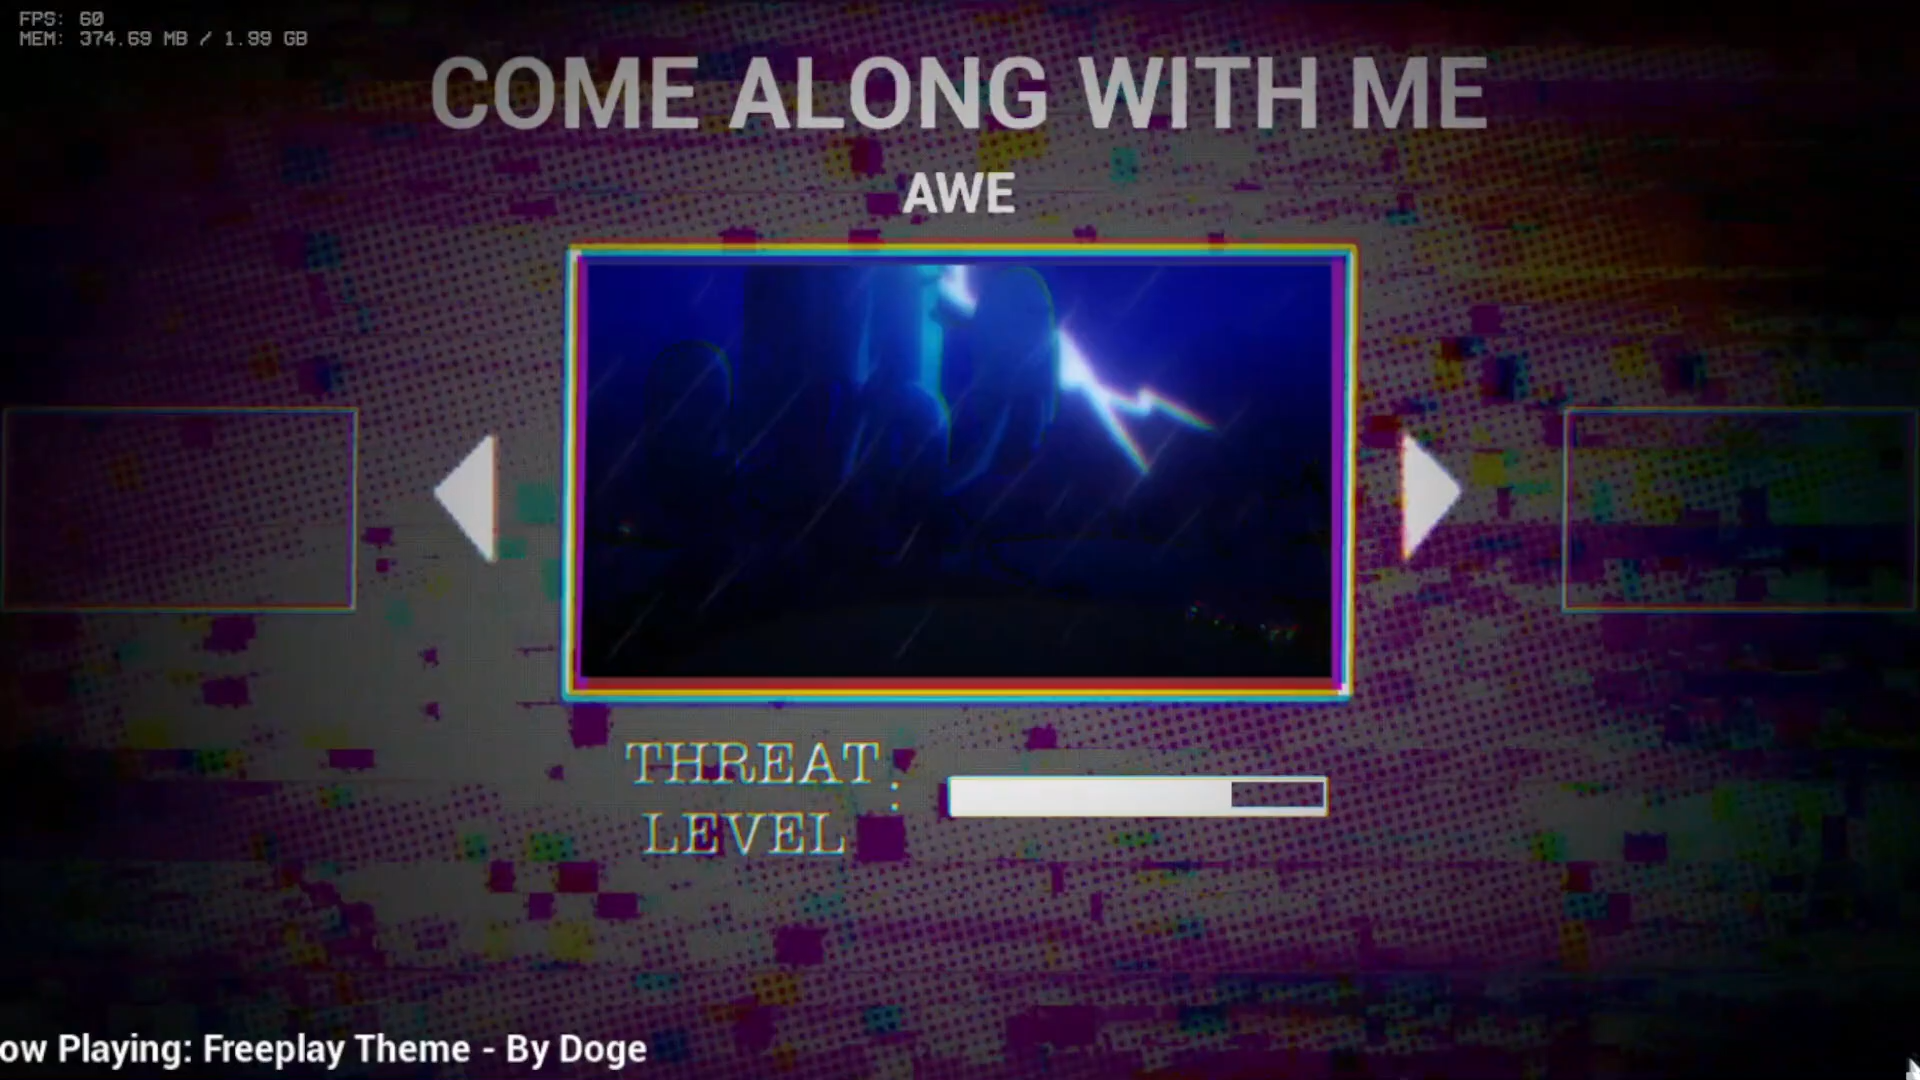 FPS: 60
MEM: 374.69 MB / 1.99 GB
COME ALONG WITH ME
AWE
THREAT :
LEVEL
ow Playing: Freeplay Theme - By Doge